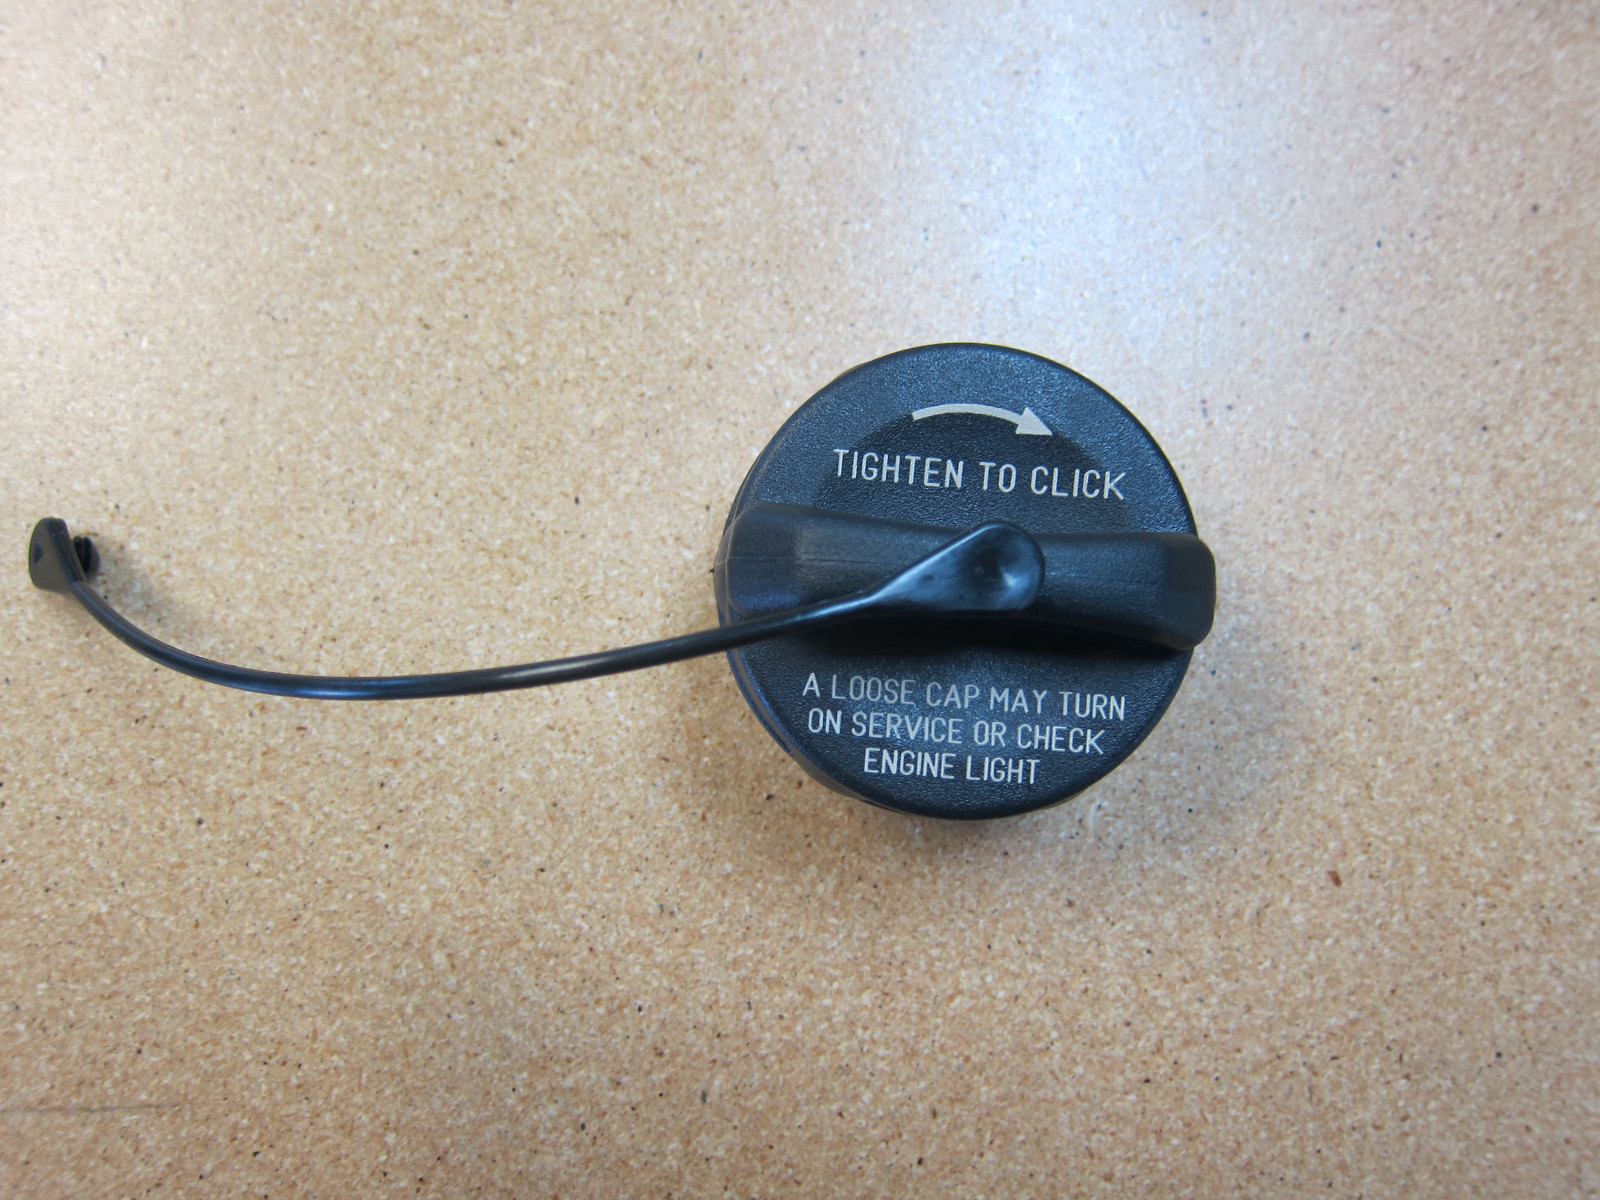 TIGHTEN TO CLICK
A LOOSE CAP MAY TURN
ON SERVICE OR CHECK
ENGINE LIGHT